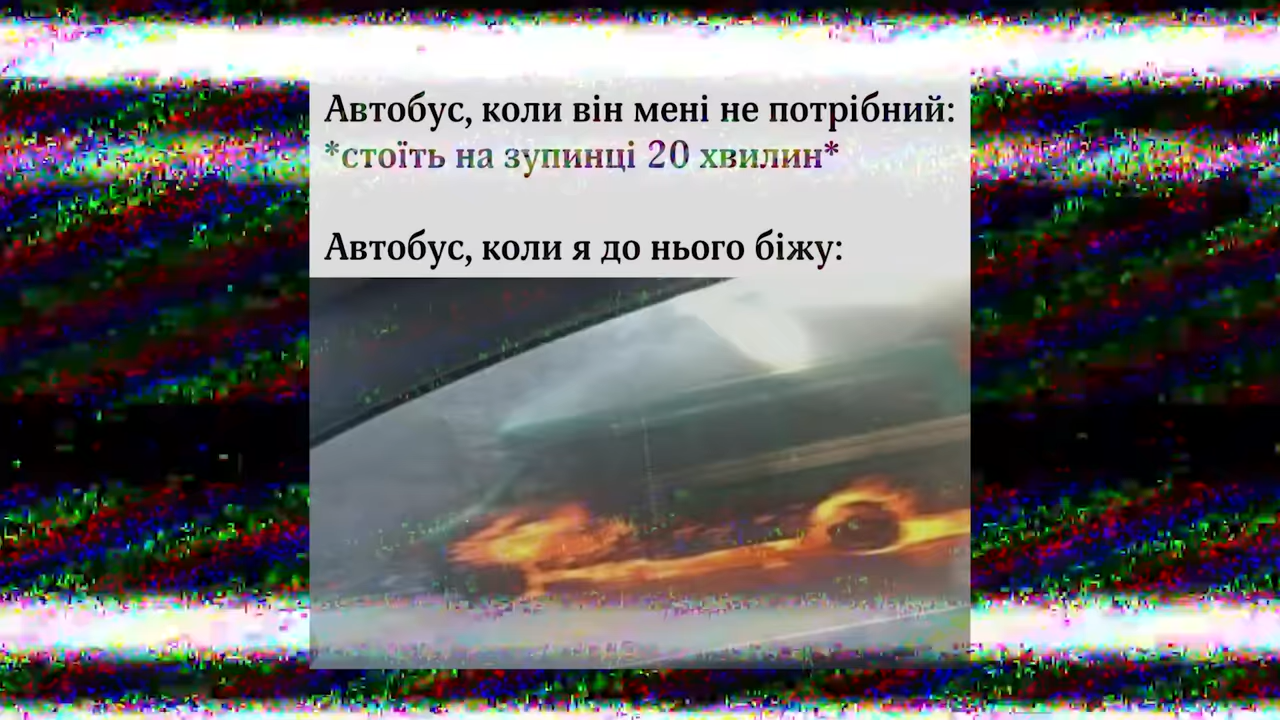 Автобус, коли він мені не потрібний:
*стоїть на зупинці 20 хвилин*
Автобус, коли я до нього біжу: